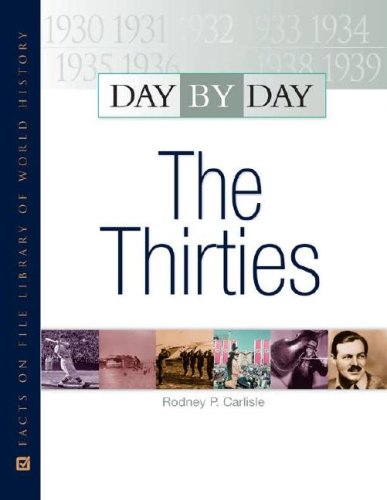 1930 1931 1932 1933 1934
1935 1936 1938 1939
DAY BY DAY
The
Thirties
Rodney P. Carlisle
FACTS ON FILE LIBRARY OF WORLD HISTORY